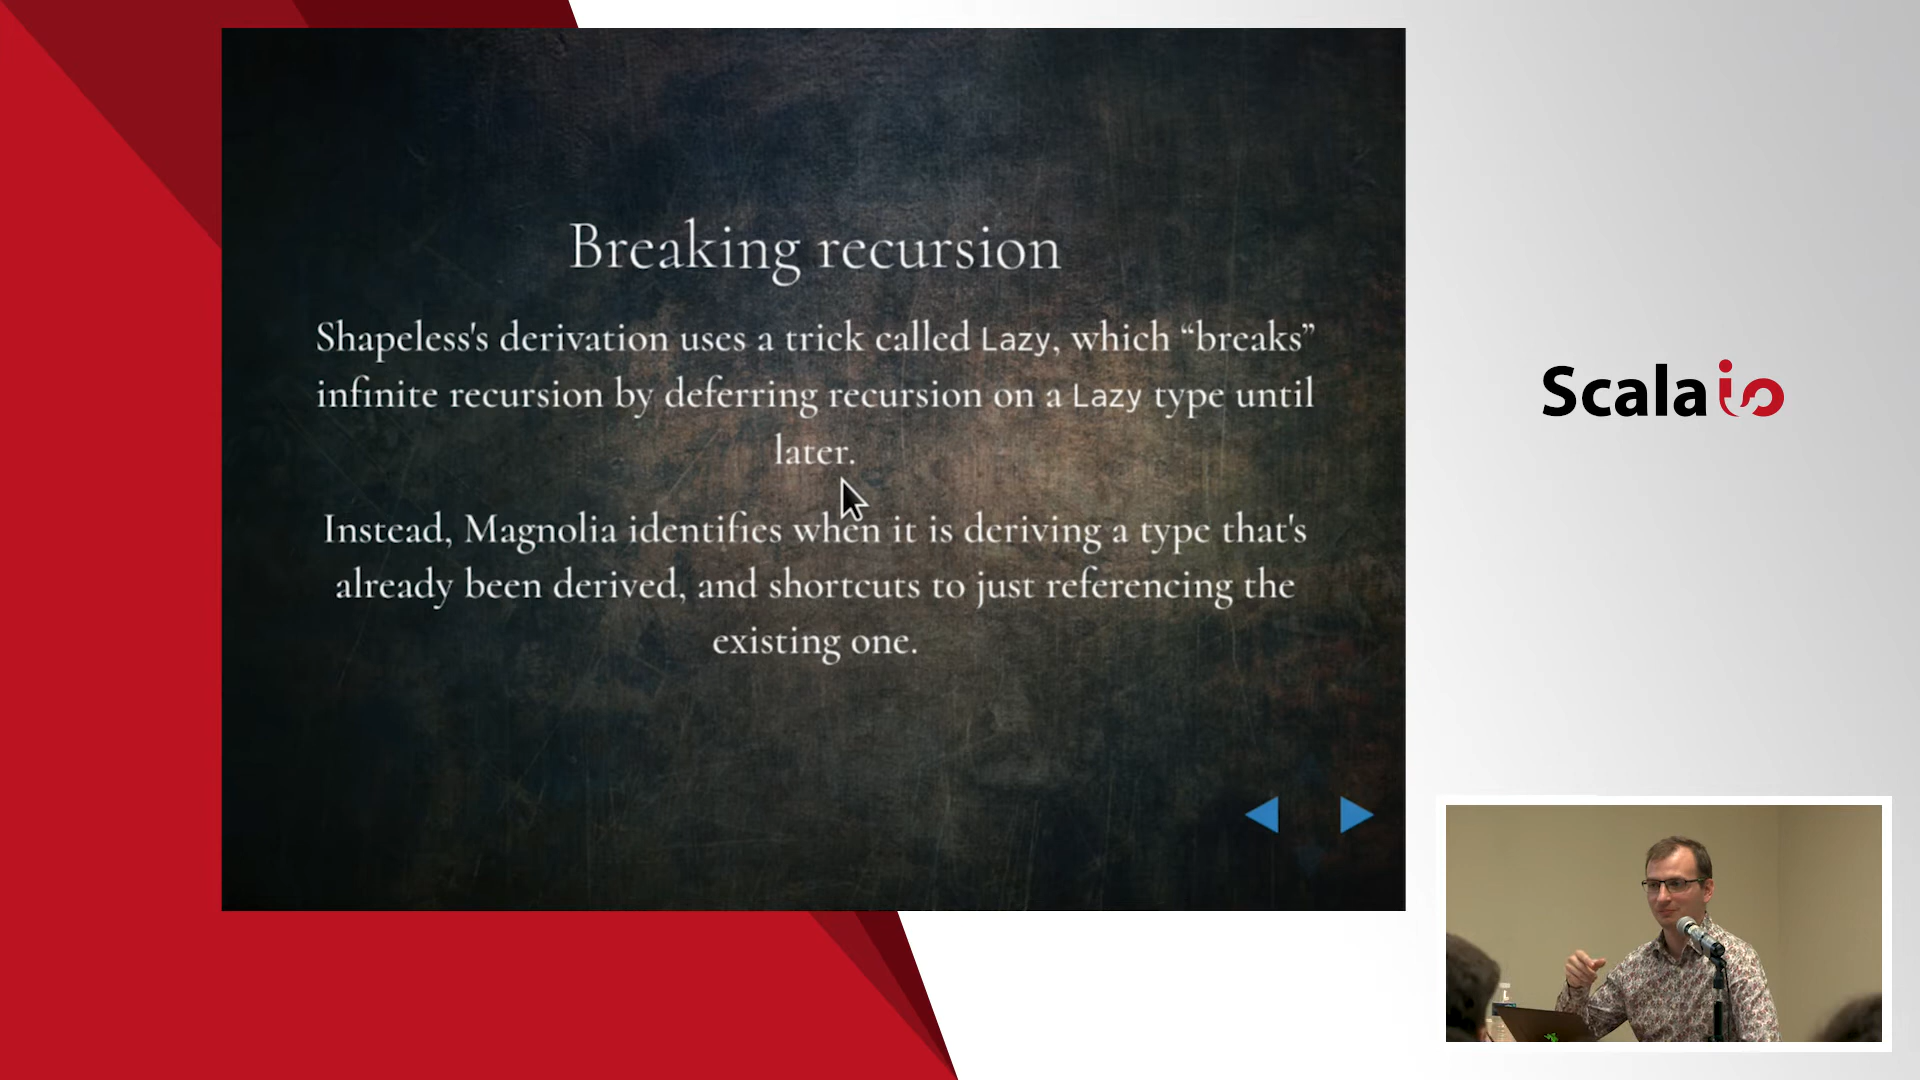 Breaking recursion
Shapeless's derivation uses a trick called Lazy, which “breaks”
infinite recursion by deferring recursion on a Lazy type until
later.
Instead, Magnolia identifies when it is deriving a type that's
already been derived, and shortcuts to just referencing the
existing one.
Scala io